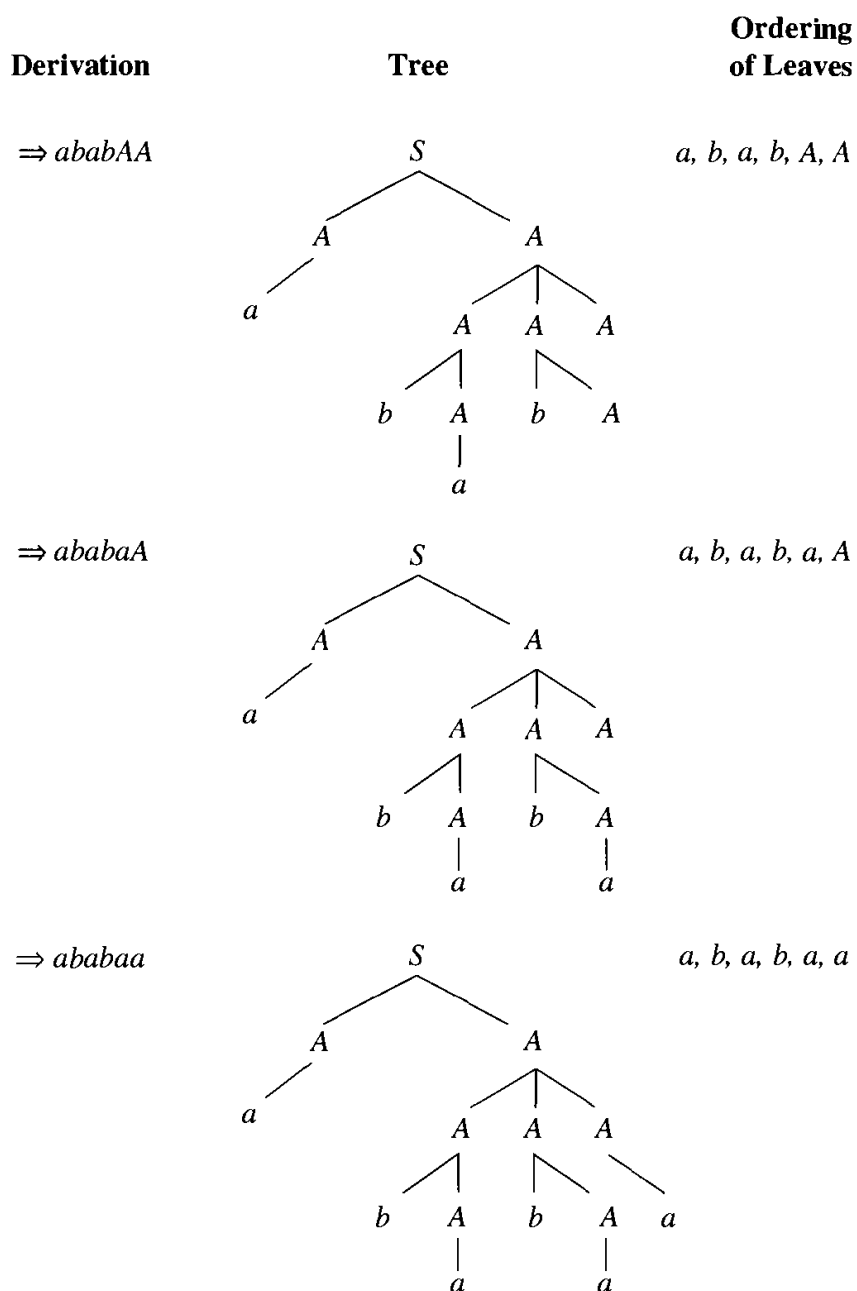 Ordering
Derivation Tree of Leaves
⇒ ababAA S a, b, a, b, A, A
A A
a
A A A
b A b A
a
⇒ ababaA S a, b, a, b, a, A
A A
a
A A A
b A b A
a a
⇒ ababaa S a, b, a, b, a, a
A A
a
A A A
b A b A a
a a